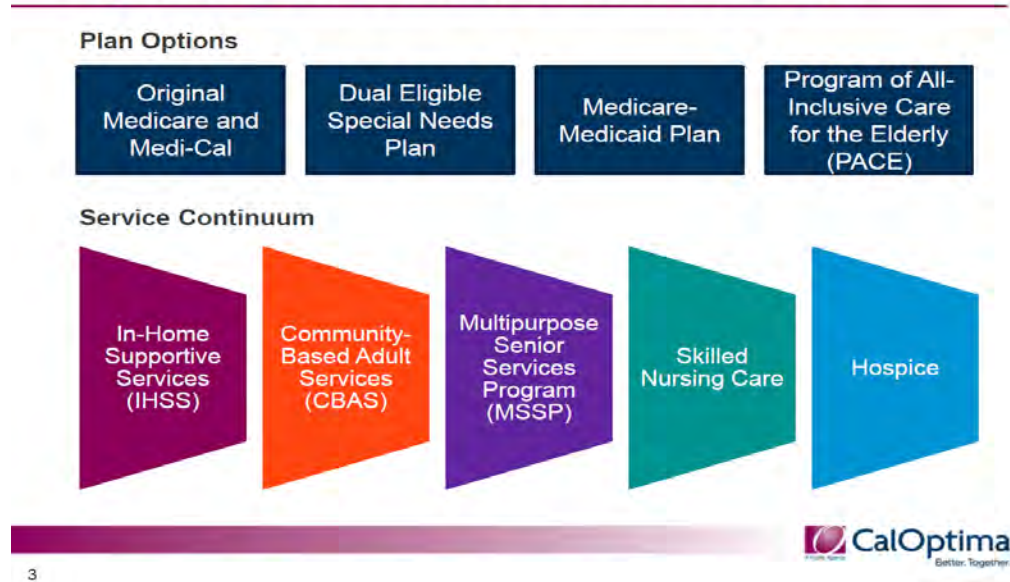 Plan Options
Original
Medicare and
Medi-Cal
Dual Eligible
Special Needs
Plan
Medicare-
Medicaid Plan
Program of All-
Inclusive Care
for the Elderly
(PACE)
Service Continuum
In-Home
Supportive
Services
(IHSS)
Community-
Based Adult
Services
(CBAS)
Multipurpose
Senior
Services
Program
(MSSP)
Skilled
Nursing Care
Hospice
CalOptima
Better. Together.
3